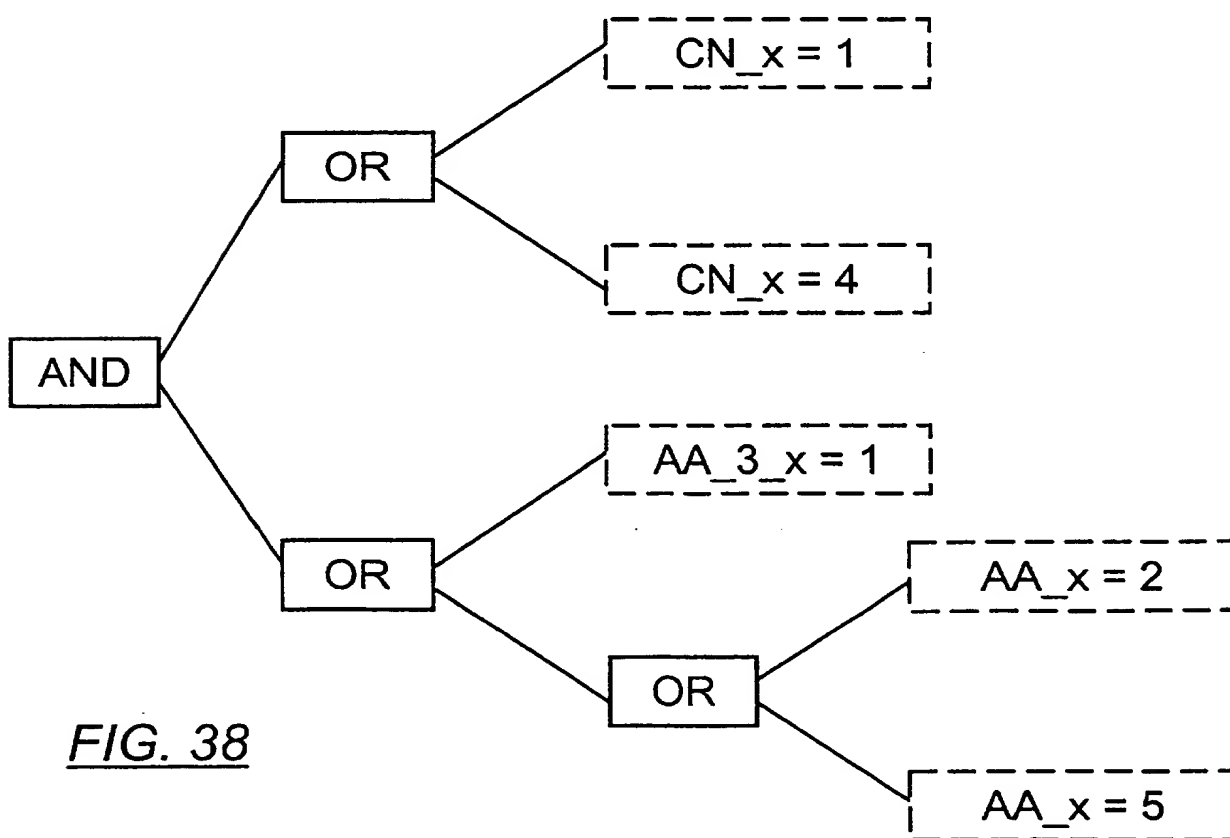 CN_x = 1
OR
CN_x = 4
AND
AA_3_x = 1
OR
AA_x = 2
OR
FIG. 38
AA_x = 5